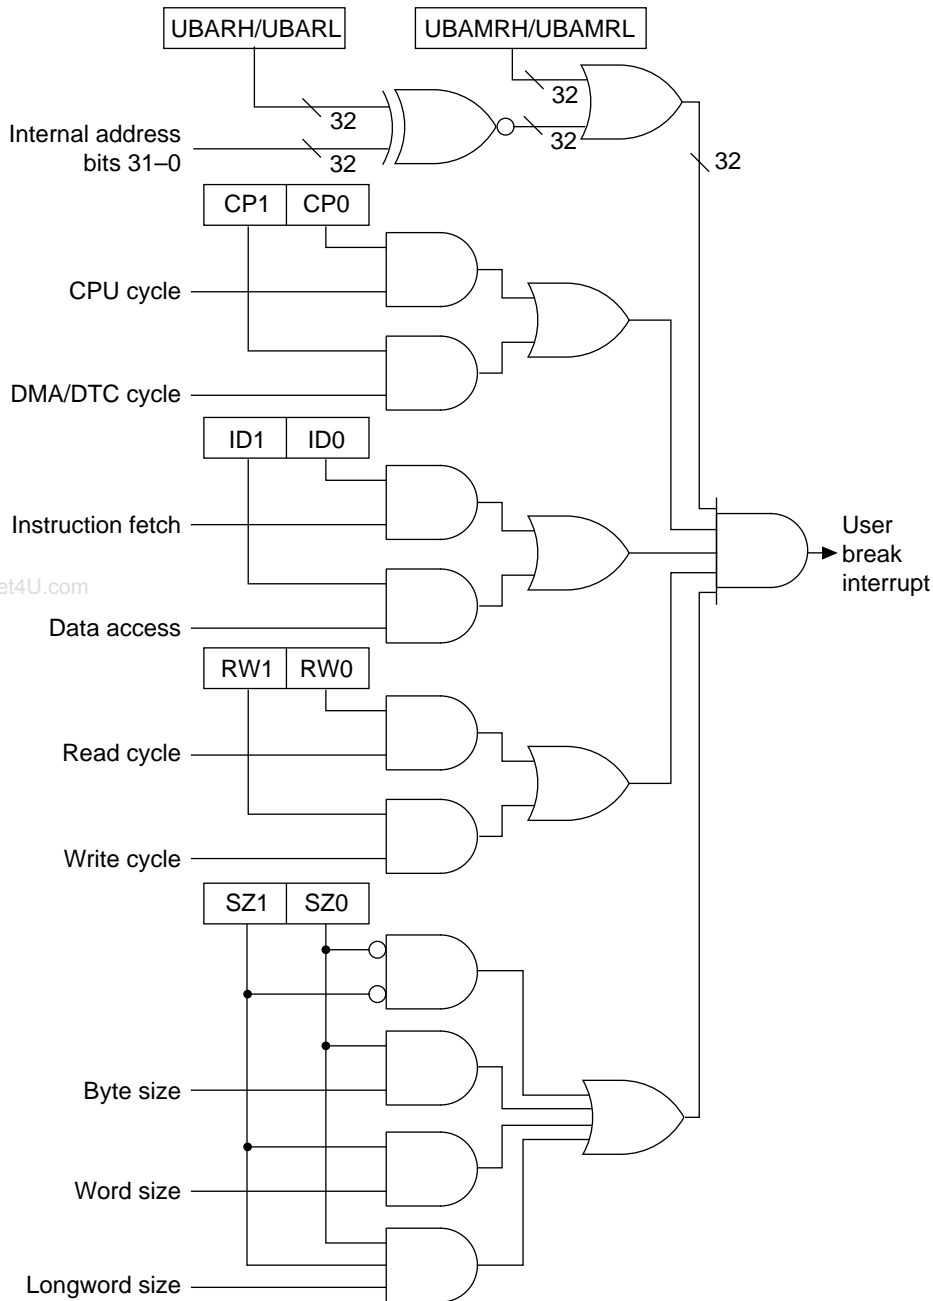 UBARH/UBARL
UBAMRH/UBAMRL
32
32
Internal address
bits 31–0
32
32
32
CP1 CP0
CPU cycle
DMA/DTC cycle
ID1 ID0
Instruction fetch
User
break
interrupt
et4U.com
Data access
RW1 RW0
Read cycle
Write cycle
SZ1 SZ0
Byte size
Word size
Longword size